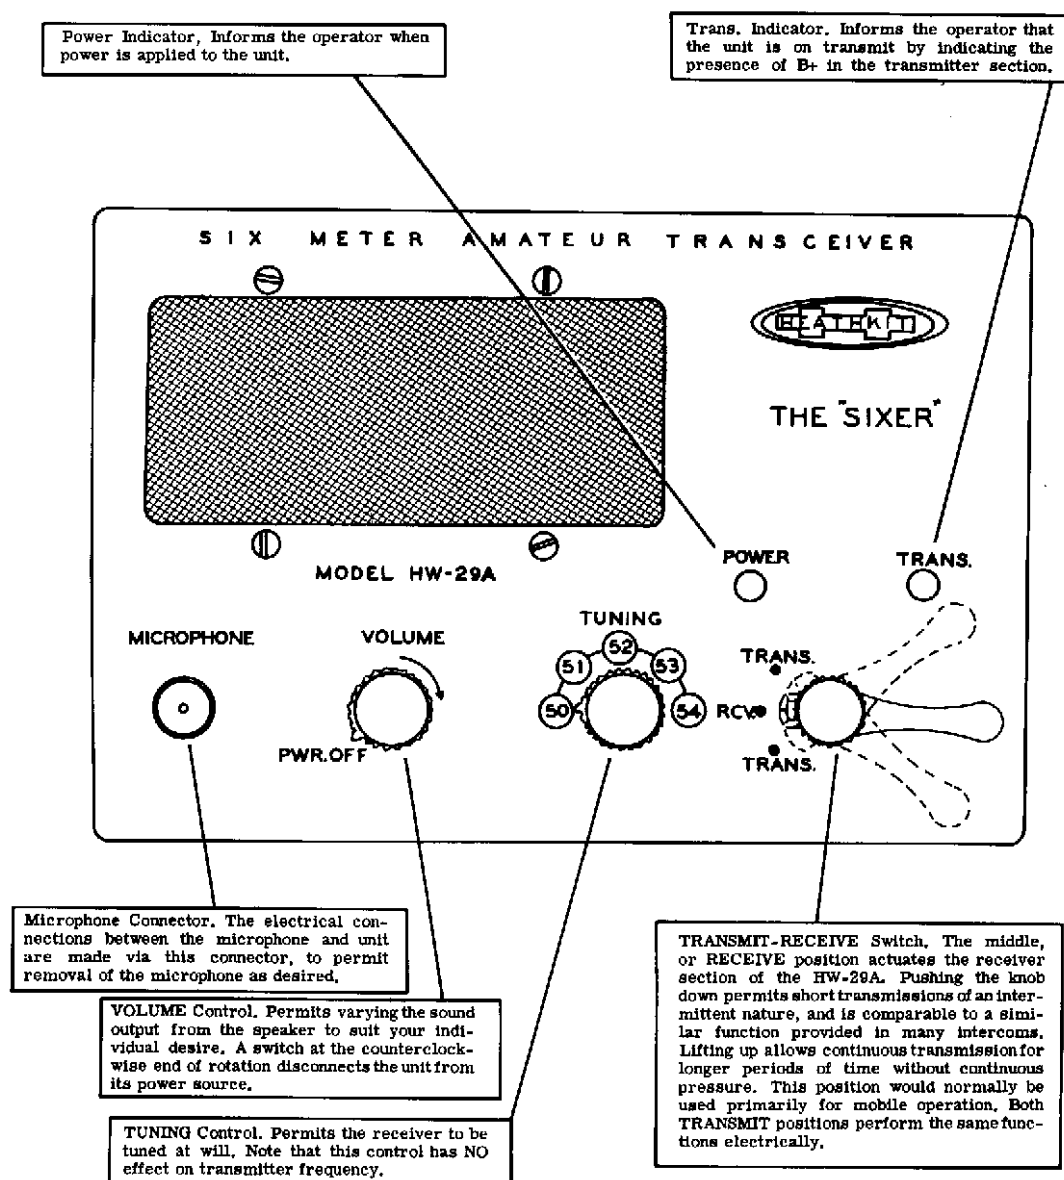 Power Indicator, Informs the operator when
power is applied to the unit.
Trans. Indicator. Informs the operator that
the unit is on transmit by indicating the
presence of B+ in the transmitter section.
SIX METER AMATEUR TRANSCEIVER
HEATHKIT
THE "SIXER"
MODEL HW-29A
POWER
TRANS.
MICROPHONE
VOLUME
PWR.OFF
TUNING
50
51
52
53
54
TRANS.
RCV.
TRANS.
Microphone Connector. The electrical con-
nections between the microphone and unit
are made via this connector, to permit
removal of the microphone as desired.
VOLUME Control. Permits varying the sound
output from the speaker to suit your indi-
vidual desire. A switch at the counterclock-
wise end of rotation disconnects the unit from
its power source.
TUNING Control. Permits the receiver to be
tuned at will. Note that this control has NO
effect on transmitter frequency.
TRANSMIT-RECEIVE Switch. The middle,
or RECEIVE position actuates the receiver
section of the HW-29A. Pushing the knob
down permits short transmissions of an inter-
mittent nature, and is comparable to a simi-
lar function provided in many intercoms.
Lifting up allows continuous transmission for
longer periods of time without continuous
pressure. This position would normally be
used primarily for mobile operation. Both
TRANSMIT positions perform the same func-
tions electrically.